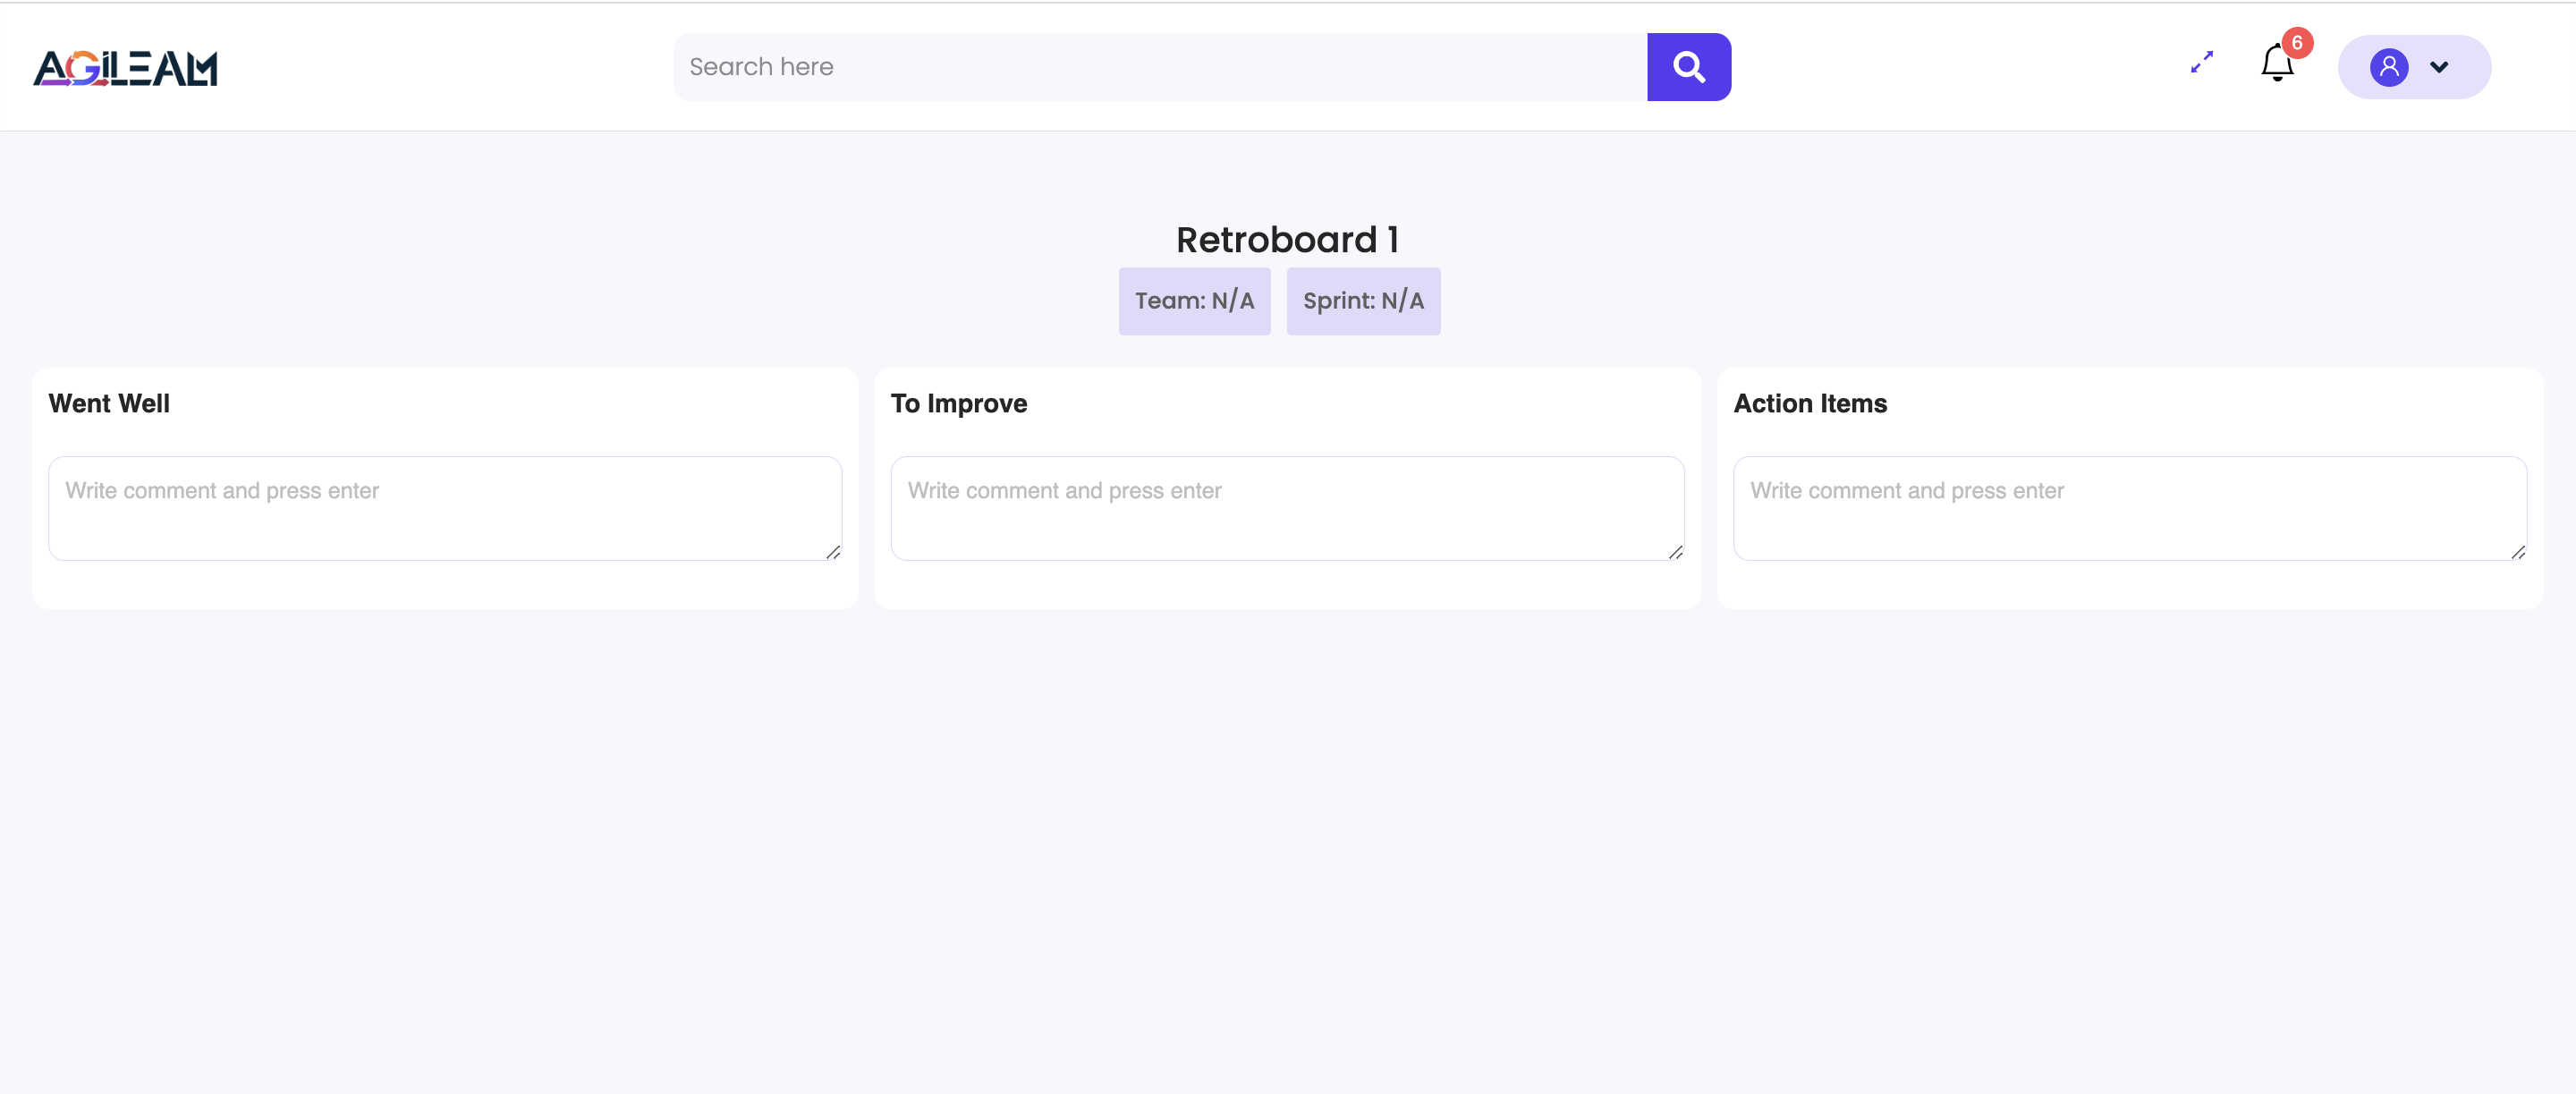 AGiLEAM
Search here
6
Retroboard 1
Team: N/A
Sprint: N/A
Went Well
Write comment and press enter
To Improve
Write comment and press enter
Action Items
Write comment and press enter